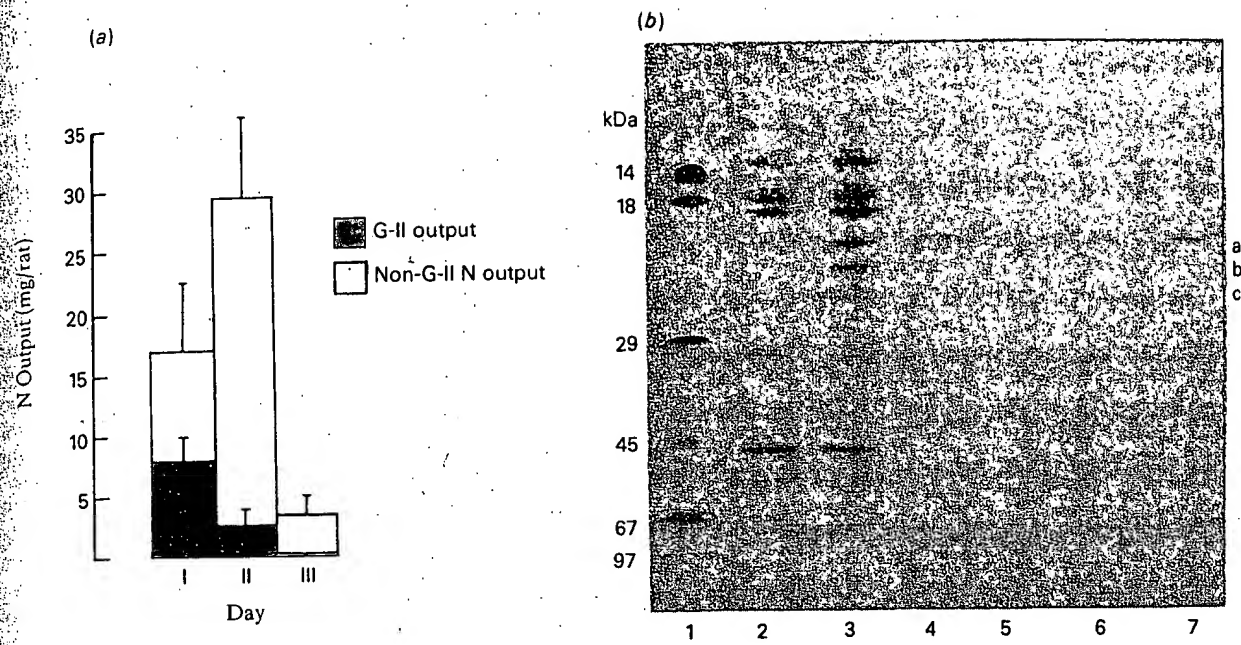 (a)
35
30
25
20
15
10
5
N Output (mg/rat)
I II III
Day
G-II output
Non-G-II N output
(b)
kDa
14
18
29
45
67
97
a
b
c
1 2 3 4 5 6 7